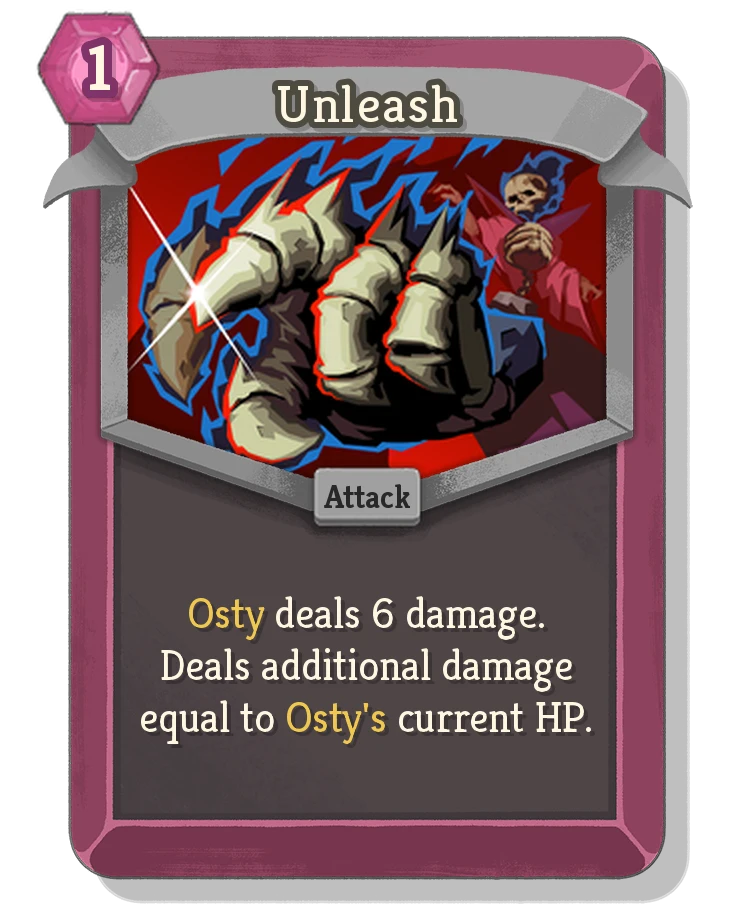 1
Unleash
Attack
Osty deals 6 damage.
Deals additional damage
equal to Osty's current HP.